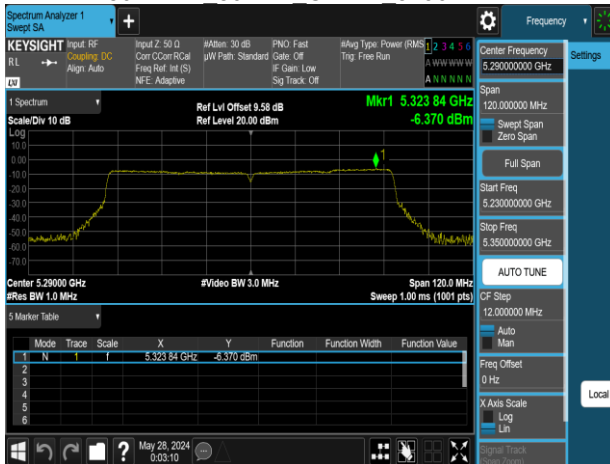 Spectrum Analyzer 1
Swept SA
Frequency
KEYSIGHT
RL
LXI
Input: RF
Coupling: DC
Align: Auto
Input Z: 50 Ω
Corr CCorr RCal
Freq Ref: Int (S)
NFE: Adaptive
#Atten: 30 dB
µW Path: Standard
PNO: Fast
Gate: Off
IF Gain: Low
Sig Track: Off
#Avg Type: Power (RMS
Trig: Free Run
1 2 3 4 5 6
A W W W W W
A N N N N N
1 Spectrum
Scale/Div 10 dB
Ref Lvl Offset 9.58 dB
Ref Level 20.00 dBm
Mkr1 5.323 84 GHz
-6.370 dBm
Log
10.0
0.00
-10.0
-20.0
-30.0
-40.0
-50.0
-60.0
-70.0
1
Center 5.29000 GHz
#Res BW 1.0 MHz
#Video BW 3.0 MHz
Span 120.0 MHz
Sweep 1.00 ms (1001 pts)
5 Marker Table
Mode Trace Scale X Y Function Function Width Function Value
1 N 1 f 5.323 84 GHz -6.370 dBm
2
3
4
5
6
May 28, 2024
0:03:10
Center Frequency
5.290000000 GHz
Span
120.000000 MHz
Swept Span
Zero Span
Full Span
Start Freq
5.230000000 GHz
Stop Freq
5.350000000 GHz
AUTO TUNE
CF Step
12.000000 MHz
Auto
Man
Freq Offset
0 Hz
X Axis Scale
Log
Lin
Signal Track
(Span Zoom)
Settings
Local